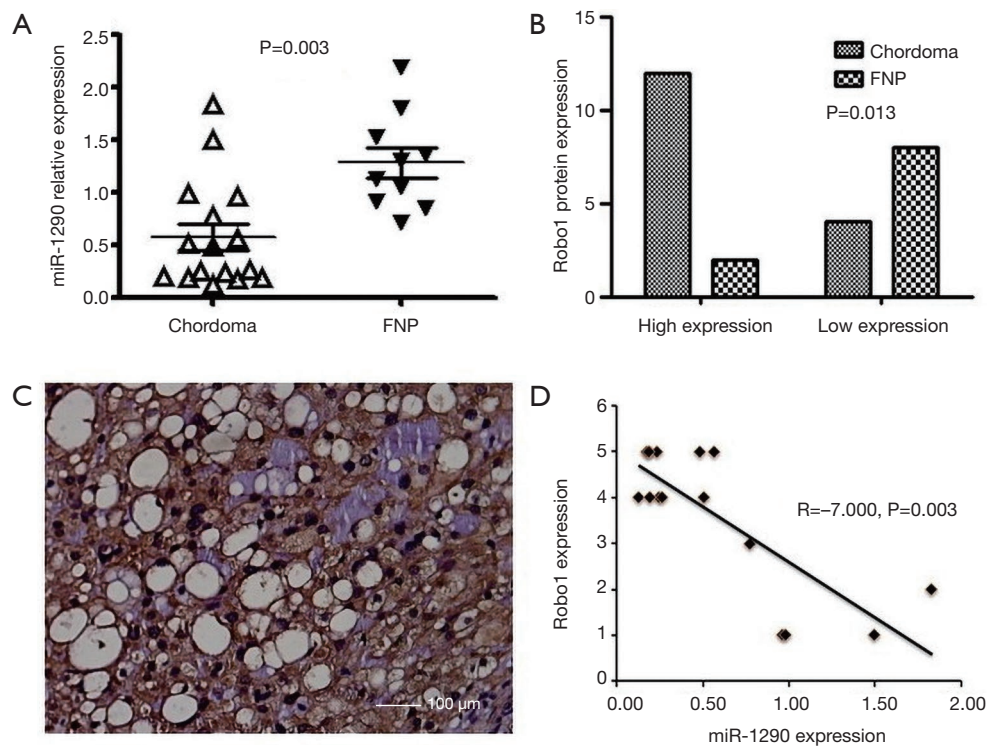 A
miR-1290 relative expression
2.5
2.0
1.5
1.0
0.5
0.0
P=0.003
Chordoma
FNP
B
Robo1 protein expression
15
10
5
0
Chordoma
FNP
P=0.013
High expression
Low expression
C
100 μm
D
Robo1 expression
6
5
4
3
2
1
0
R=–7.000, P=0.003
0.00 0.50 1.00 1.50 2.00
miR-1290 expression